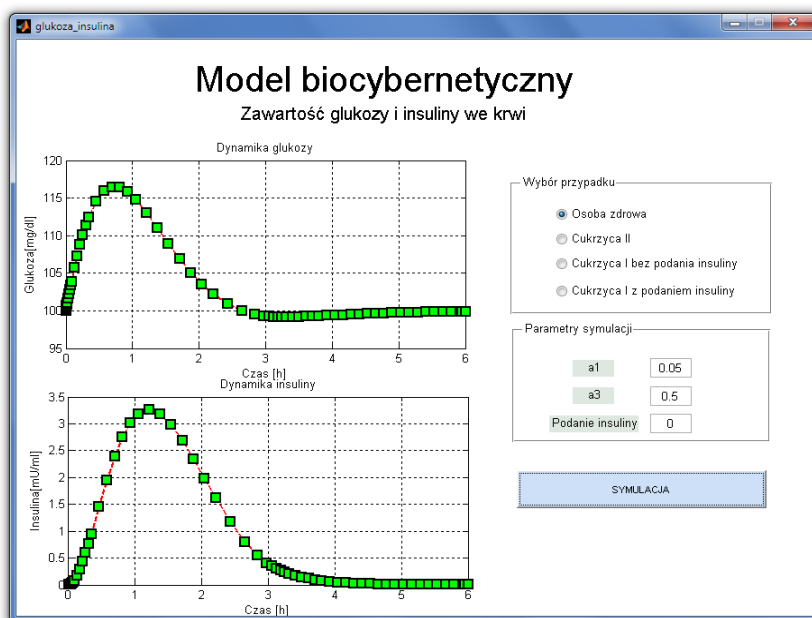 glukoza_insulina
Model biocybernetyczny
Zawartość glukozy i insuliny we krwi
Dynamika glukozy
120
115
110
105
100
95
Glukoza[mg/dl]
0 1 2 3 4 5 6
Czas [h]
Dynamika insuliny
3.5
3
2.5
2
1.5
1
0.5
0
Insulina[mU/ml]
0 1 2 3 4 5 6
Czas [h]
Wybór przypadku
Osoba zdrowa
Cukrzyca II
Cukrzyca I bez podania insuliny
Cukrzyca I z podaniem insuliny
Parametry symulacji
a1 0.05
a3 0.5
Podanie insuliny 0
SYMULACJA